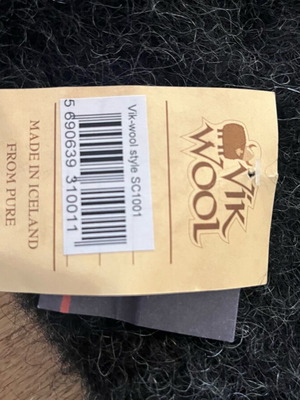 Vík
WOOL
Vik-wool style SC1001
5 690639 310011
MADE IN ICELAND
FROM PURE